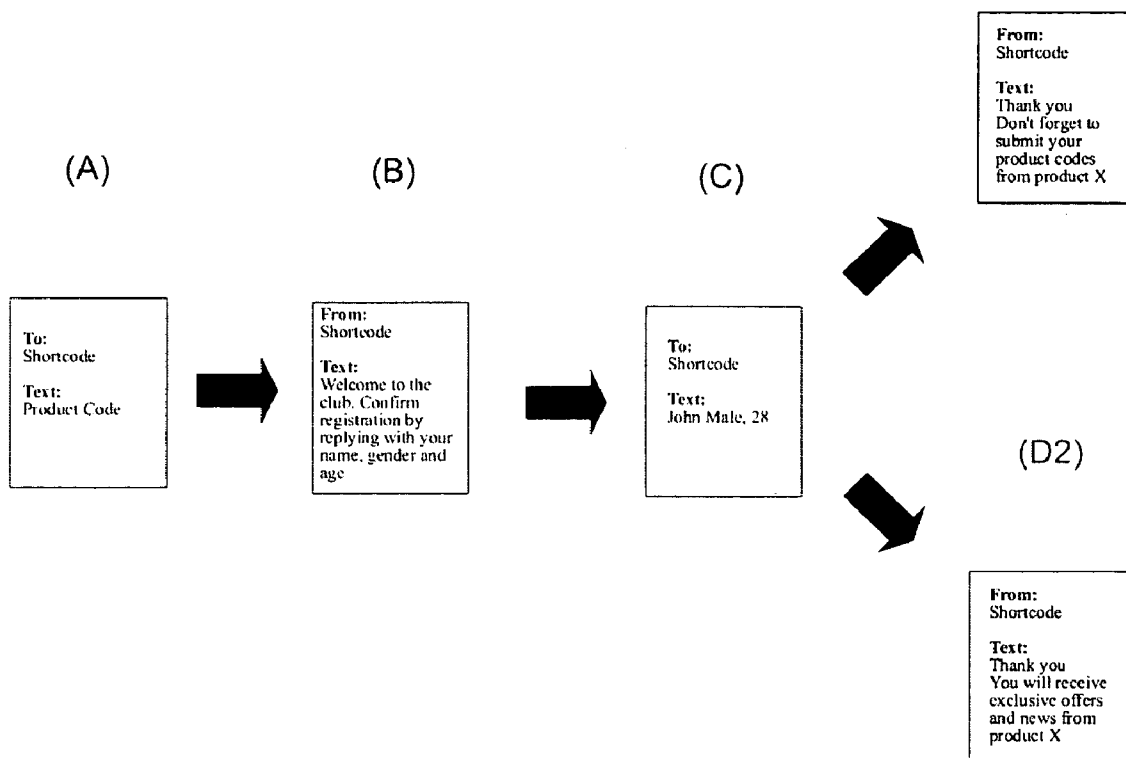 (A)
To:
Shortcode
Text:
Product Code
(B)
From:
Shortcode
Text:
Welcome to the
club. Confirm
registration by
replying with your
name, gender and
age
(C)
To:
Shortcode
Text:
John Male, 28
From:
Shortcode
Text:
Thank you
Don't forget to
submit your
product codes
from product X
(D2)
From:
Shortcode
Text:
Thank you
You will receive
exclusive offers
and news from
product X